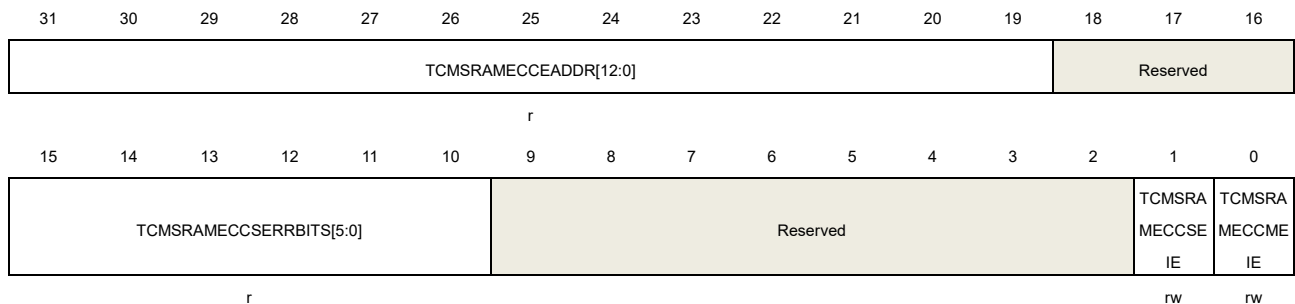 31 30 29 28 27 26 25 24 23 22 21 20 19 18 17 16
TCMSRAMECCEADDR[12:0] Reserved
r
15 14 13 12 11 10 9 8 7 6 5 4 3 2 1 0
TCMSRAMECCSERRBITS[5:0] Reserved TCMSRA MECCSE IE TCMSRA MECCME IE
r rw rw